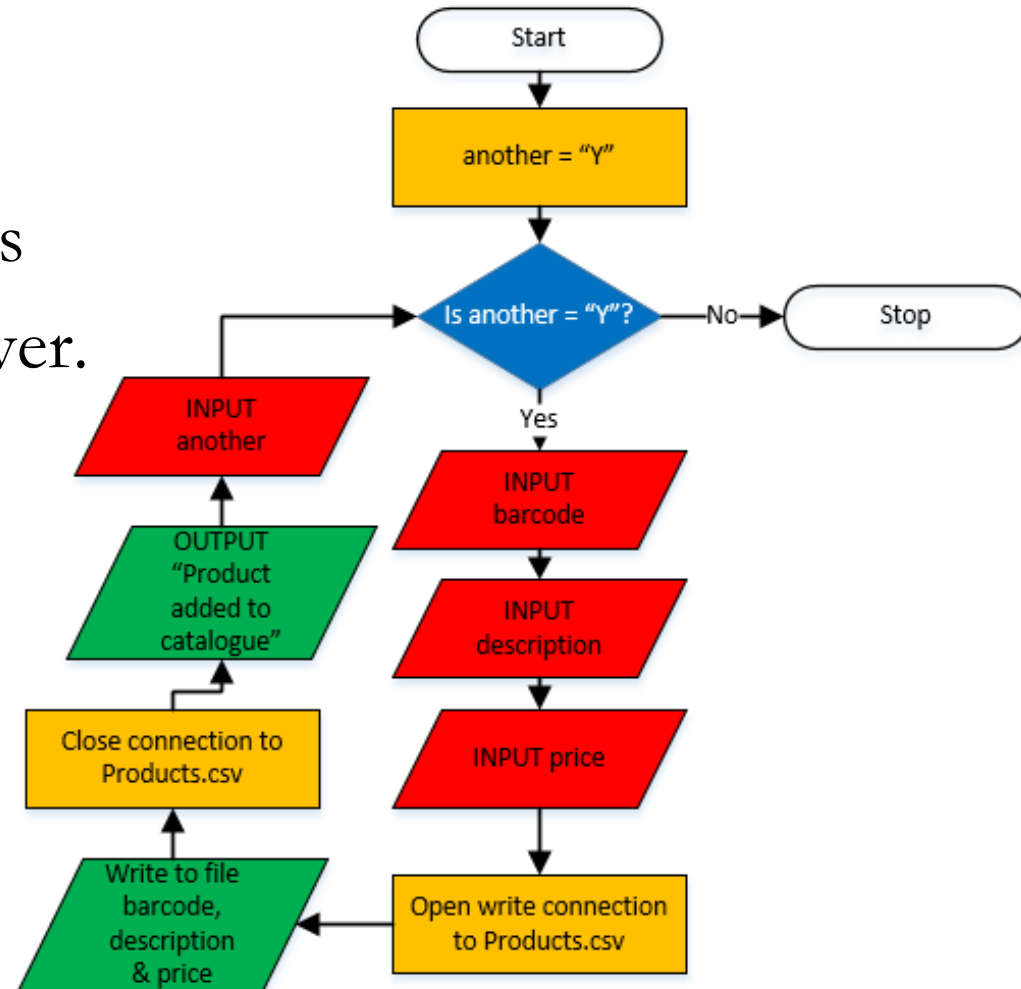 Start
another = “Y”
s
ver.
Is another = “Y”?
No
Stop
Yes
INPUT
barcode
INPUT
description
INPUT price
Open write connection
to Products.csv
Write to file
barcode,
description
& price
Close connection to
Products.csv
OUTPUT
“Product
added to
catalogue”
INPUT
another